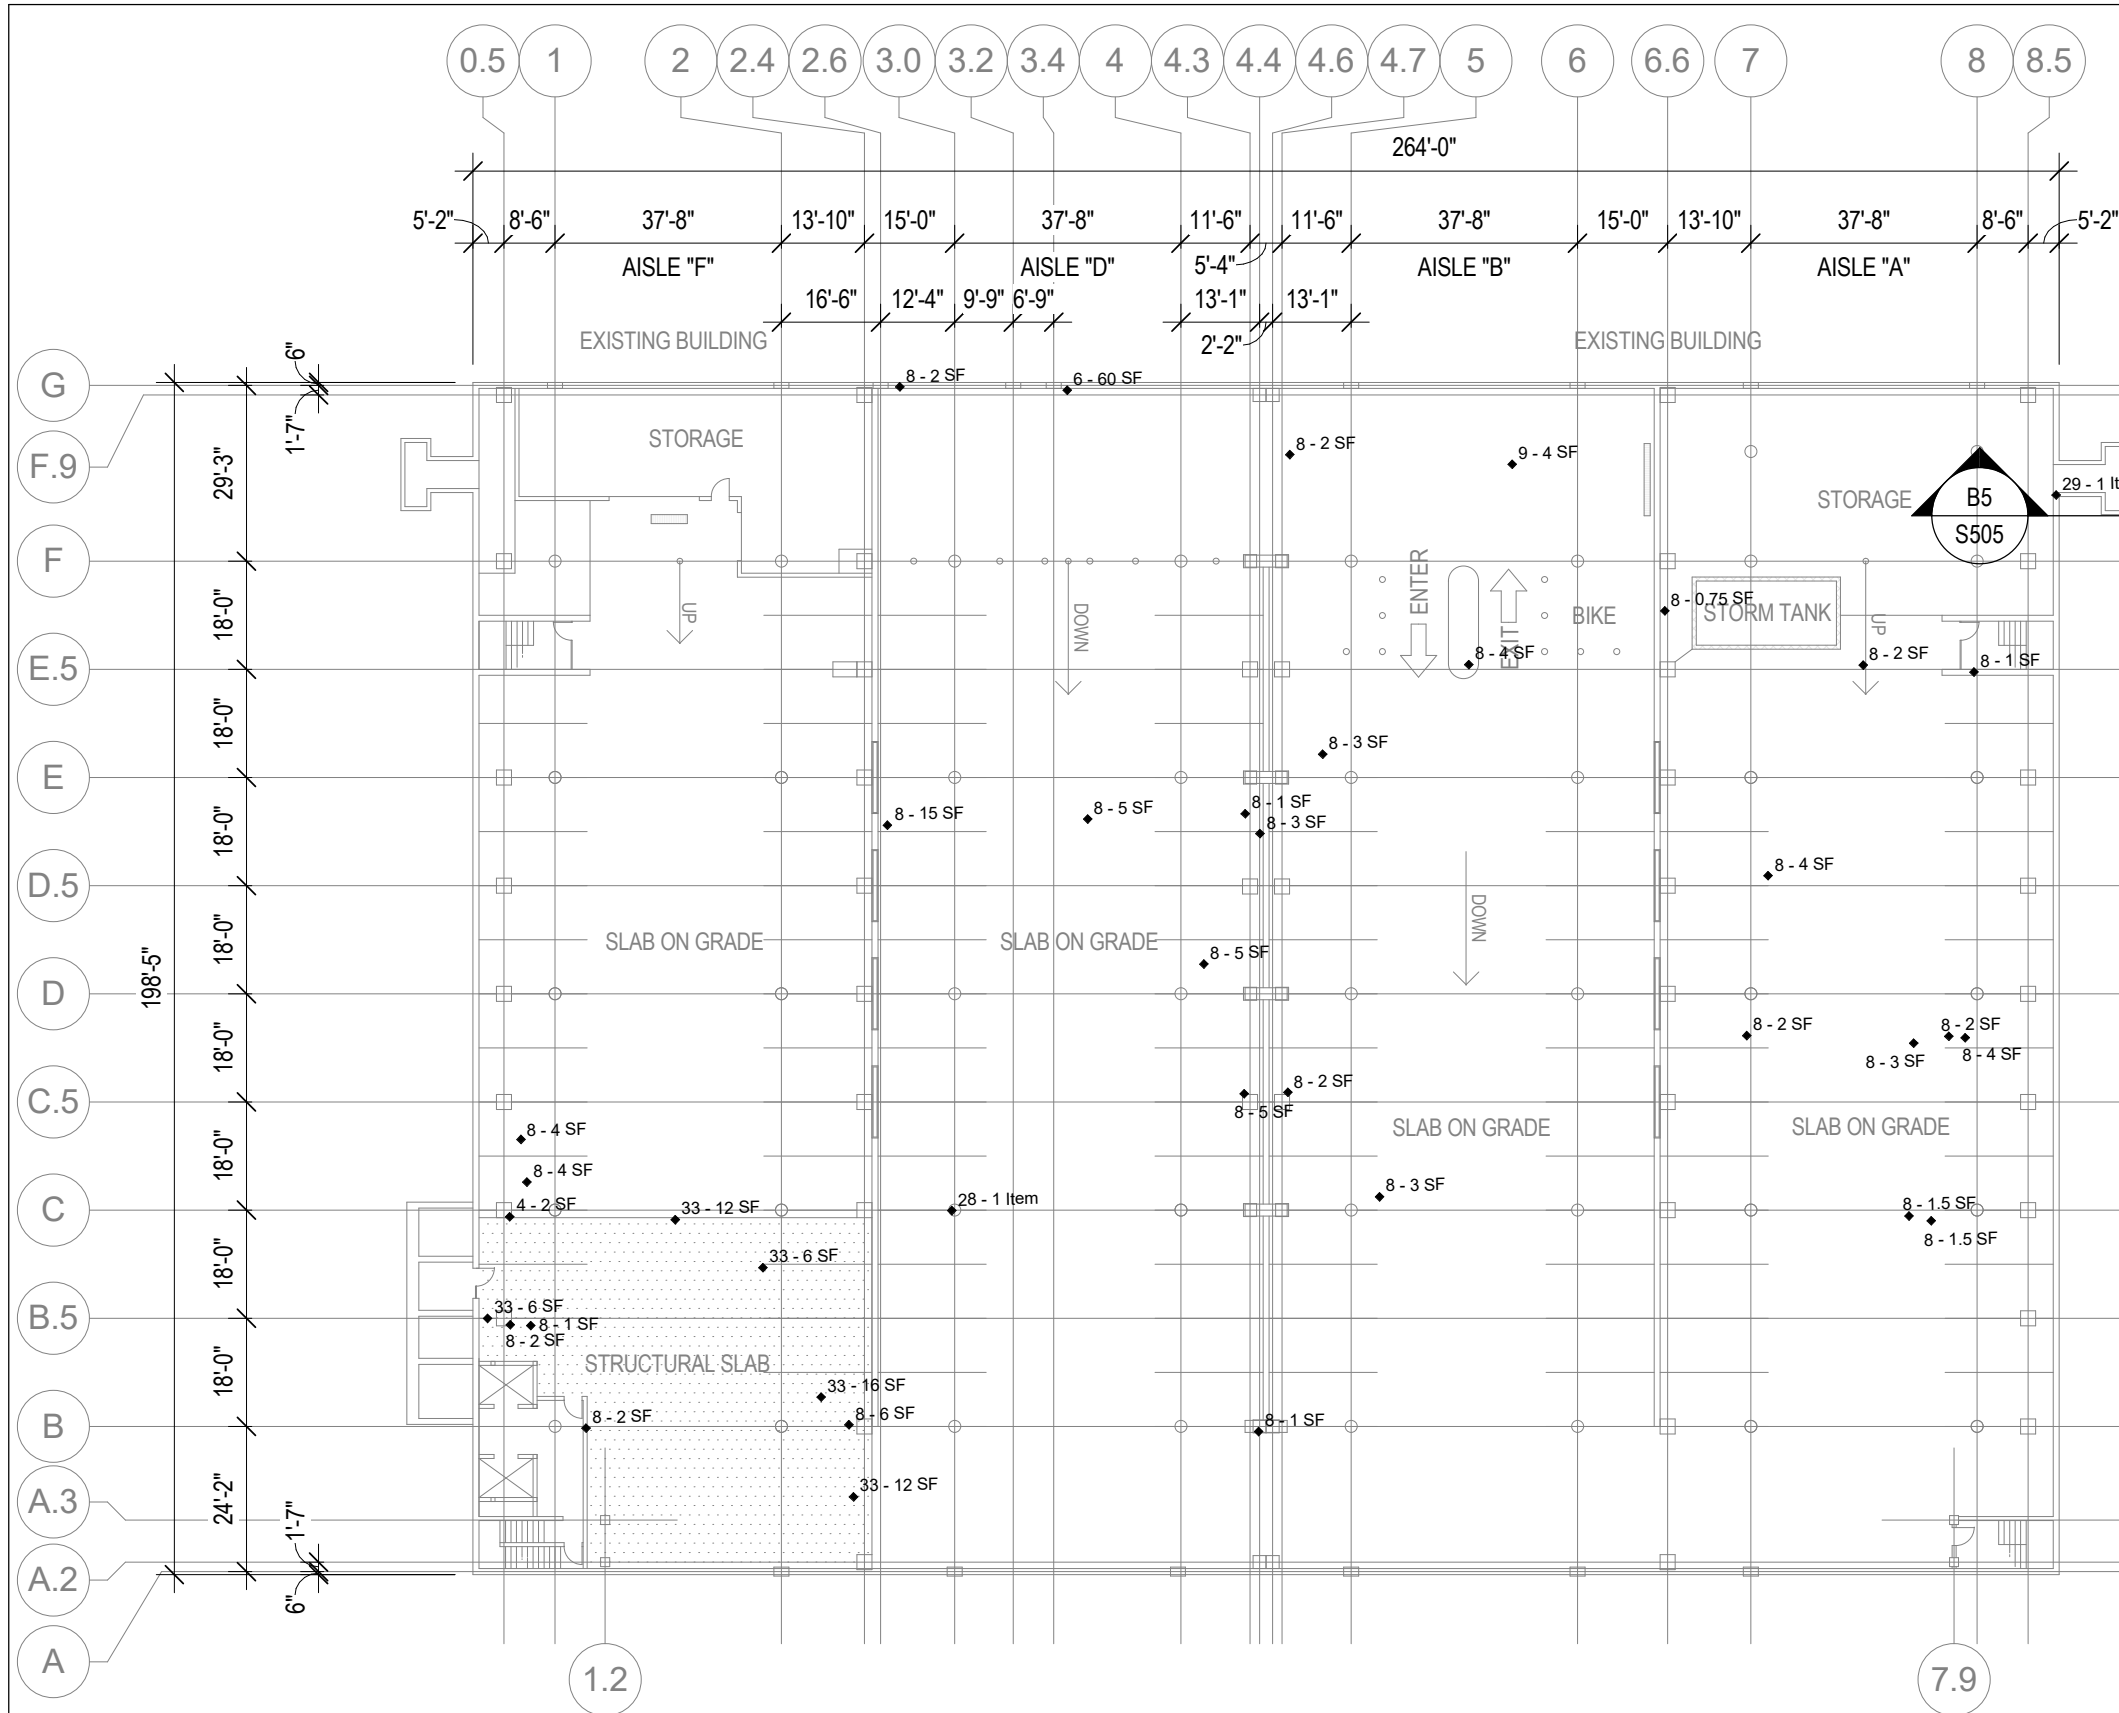 0.5 1 2 2.4 2.6 3.0 3.2 3.4 4 4.3 4.4 4.6 4.7 5 6 6.6 7 8 8.5
264'-0"
5'-2" 8'-6" 37'-8" 13'-10" 15'-0" 37'-8" 11'-6" 11'-6" 37'-8" 15'-0" 13'-10" 37'-8" 8'-6" 5'-2"
AISLE "F" AISLE "D" 5'-4" AISLE "B" AISLE "A"
16'-6" 12'-4" 9'-9" 6'-9" 13'-1" 13'-1"
EXISTING BUILDING 2'-2" EXISTING BUILDING
6"
G
8 - 2 SF 6 - 60 SF
1'-7"
STORAGE
8 - 2 SF 9 - 4 SF
F.9
29'-3"
STORAGE B5 29 - 1 It
S505
F
ENTER
UP DOWN EXIT BIKE 8 - 0.75 SF STORM TANK UP
18'-0"
8 - 4 SF 8 - 2 SF 8 - 1 SF
E.5
18'-0"
8 - 3 SF
E
8 - 15 SF 8 - 5 SF 8 - 1 SF
8 - 3 SF
18'-0"
8 - 4 SF
D.5
DOWN
18'-0"
SLAB ON GRADE SLAB ON GRADE
8 - 5 SF
198'-5"
D
8 - 2 SF 8 - 2 SF
8 - 3 SF 8 - 4 SF
18'-0"
8 - 2 SF
C.5
8 - 5 SF
8 - 4 SF SLAB ON GRADE SLAB ON GRADE
18'-0"
8 - 4 SF
8 - 3 SF
C
4 - 2 SF 33 - 12 SF 28 - 1 Item 8 - 1.5 SF
8 - 1.5 SF
33 - 6 SF
18'-0"
B.5
33 - 6 SF
8 - 1 SF
8 - 2 SF
STRUCTURAL SLAB
18'-0"
33 - 16 SF
B
8 - 2 SF 8 - 6 SF 8 - 1 SF
33 - 12 SF
A.3
24'-2"
1'-7"
A.2
6"
A
1.2 7.9